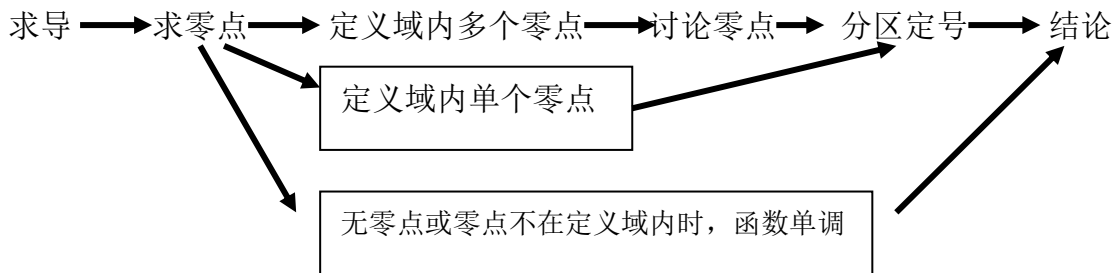 求导 求零点 定义域内多个零点 讨论零点 分区定号 结论
定义域内单个零点
无零点或零点不在定义域内时，函数单调